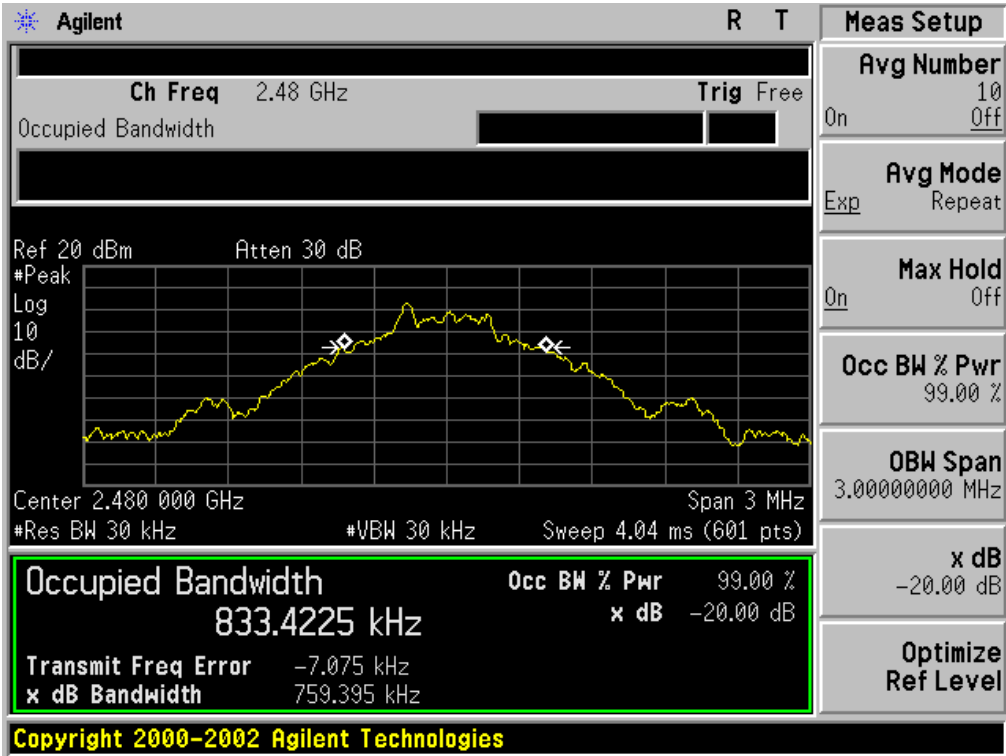 Agilent R T
Ch Freq 2.48 GHz Trig Free
Occupied Bandwidth
Ref 20 dBm Atten 30 dB
#Peak
Log
10
dB/
Center 2.480 000 GHz Span 3 MHz
#Res BW 30 kHz #VBW 30 kHz Sweep 4.04 ms (601 pts)
Occupied Bandwidth
833.4225 kHz
Occ BW % Pwr 99.00 %
x dB -20.00 dB
Transmit Freq Error -7.075 kHz
x dB Bandwidth 759.395 kHz
Copyright 2000-2002 Agilent Technologies
Meas Setup
Avg Number
10
On Off
Avg Mode
Exp Repeat
Max Hold
On Off
Occ BW % Pwr
99.00 %
OBW Span
3.00000000 MHz
x dB
-20.00 dB
Optimize
Ref Level